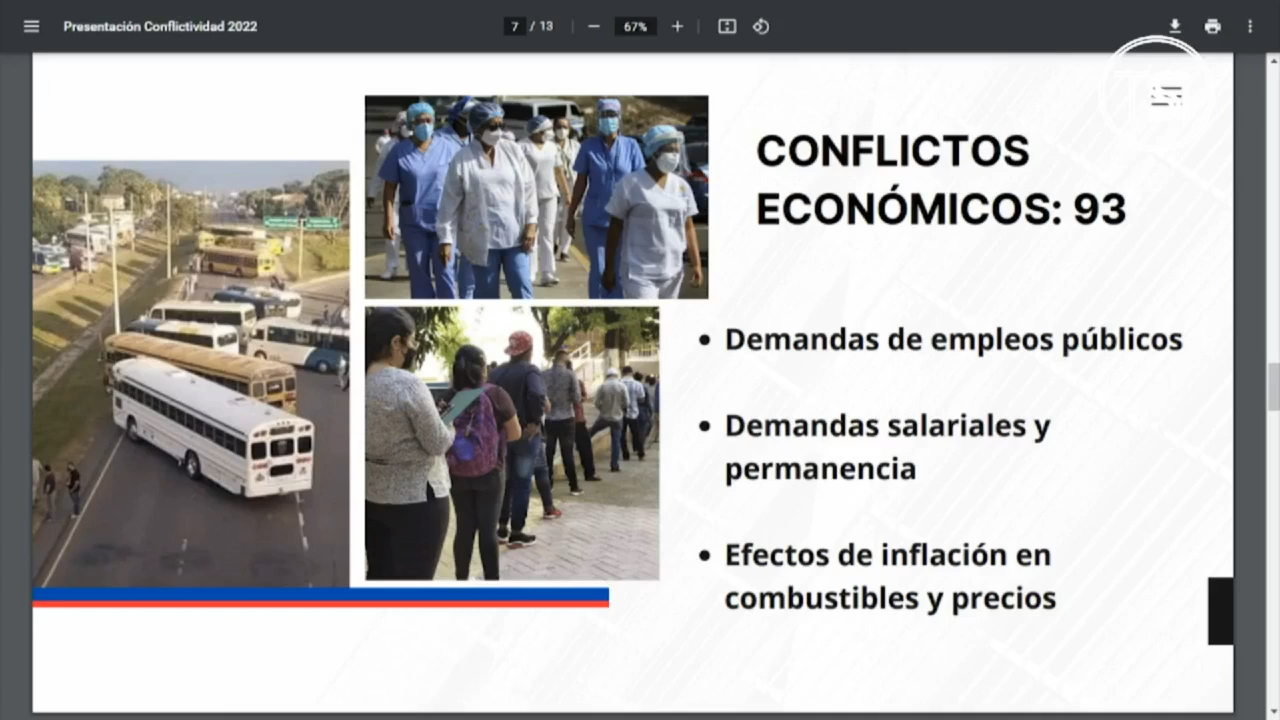 Presentación Conflictividad 2022
7 / 13
67%
CONFLICTOS
ECONÓMICOS: 93
• Demandas de empleos públicos
• Demandas salariales y
permanencia
• Efectos de inflación en
combustibles y precios